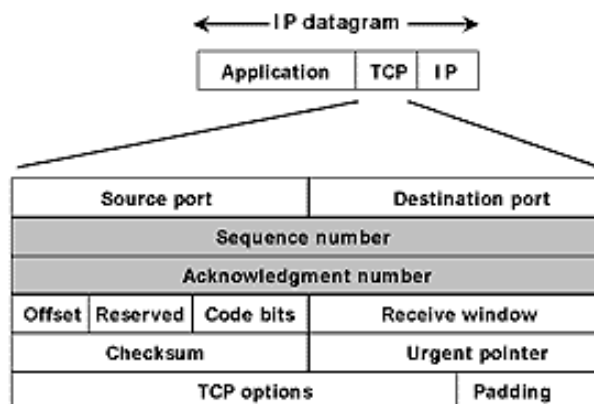 IP datagram
Application TCP IP
Source port Destination port
Sequence number
Acknowledgment number
Offset Reserved Code bits Receive window
Checksum Urgent pointer
TCP options Padding